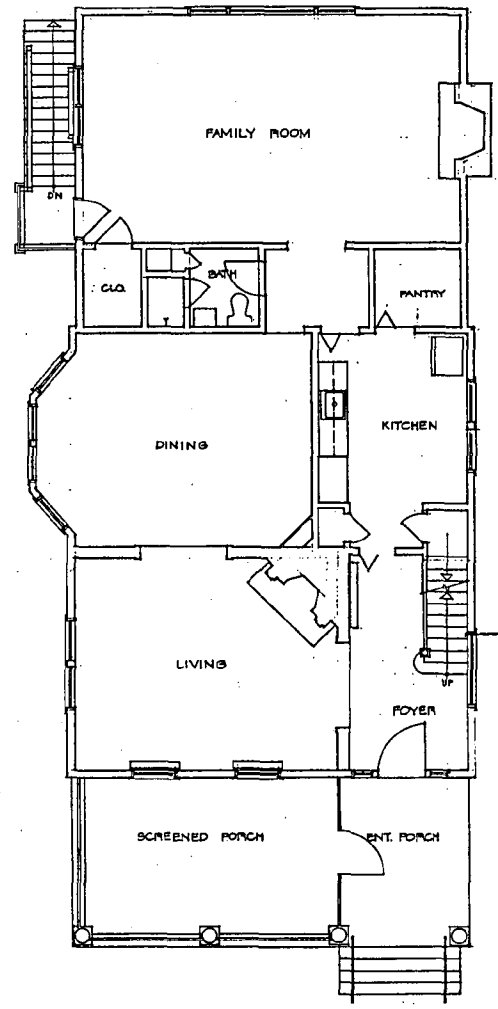 FAMILY ROOM
DN
CLO.
BATH
PANTRY
KITCHEN
DINING
LIVING
UP
FOYER
SCREENED PORCH
ENT. PORCH